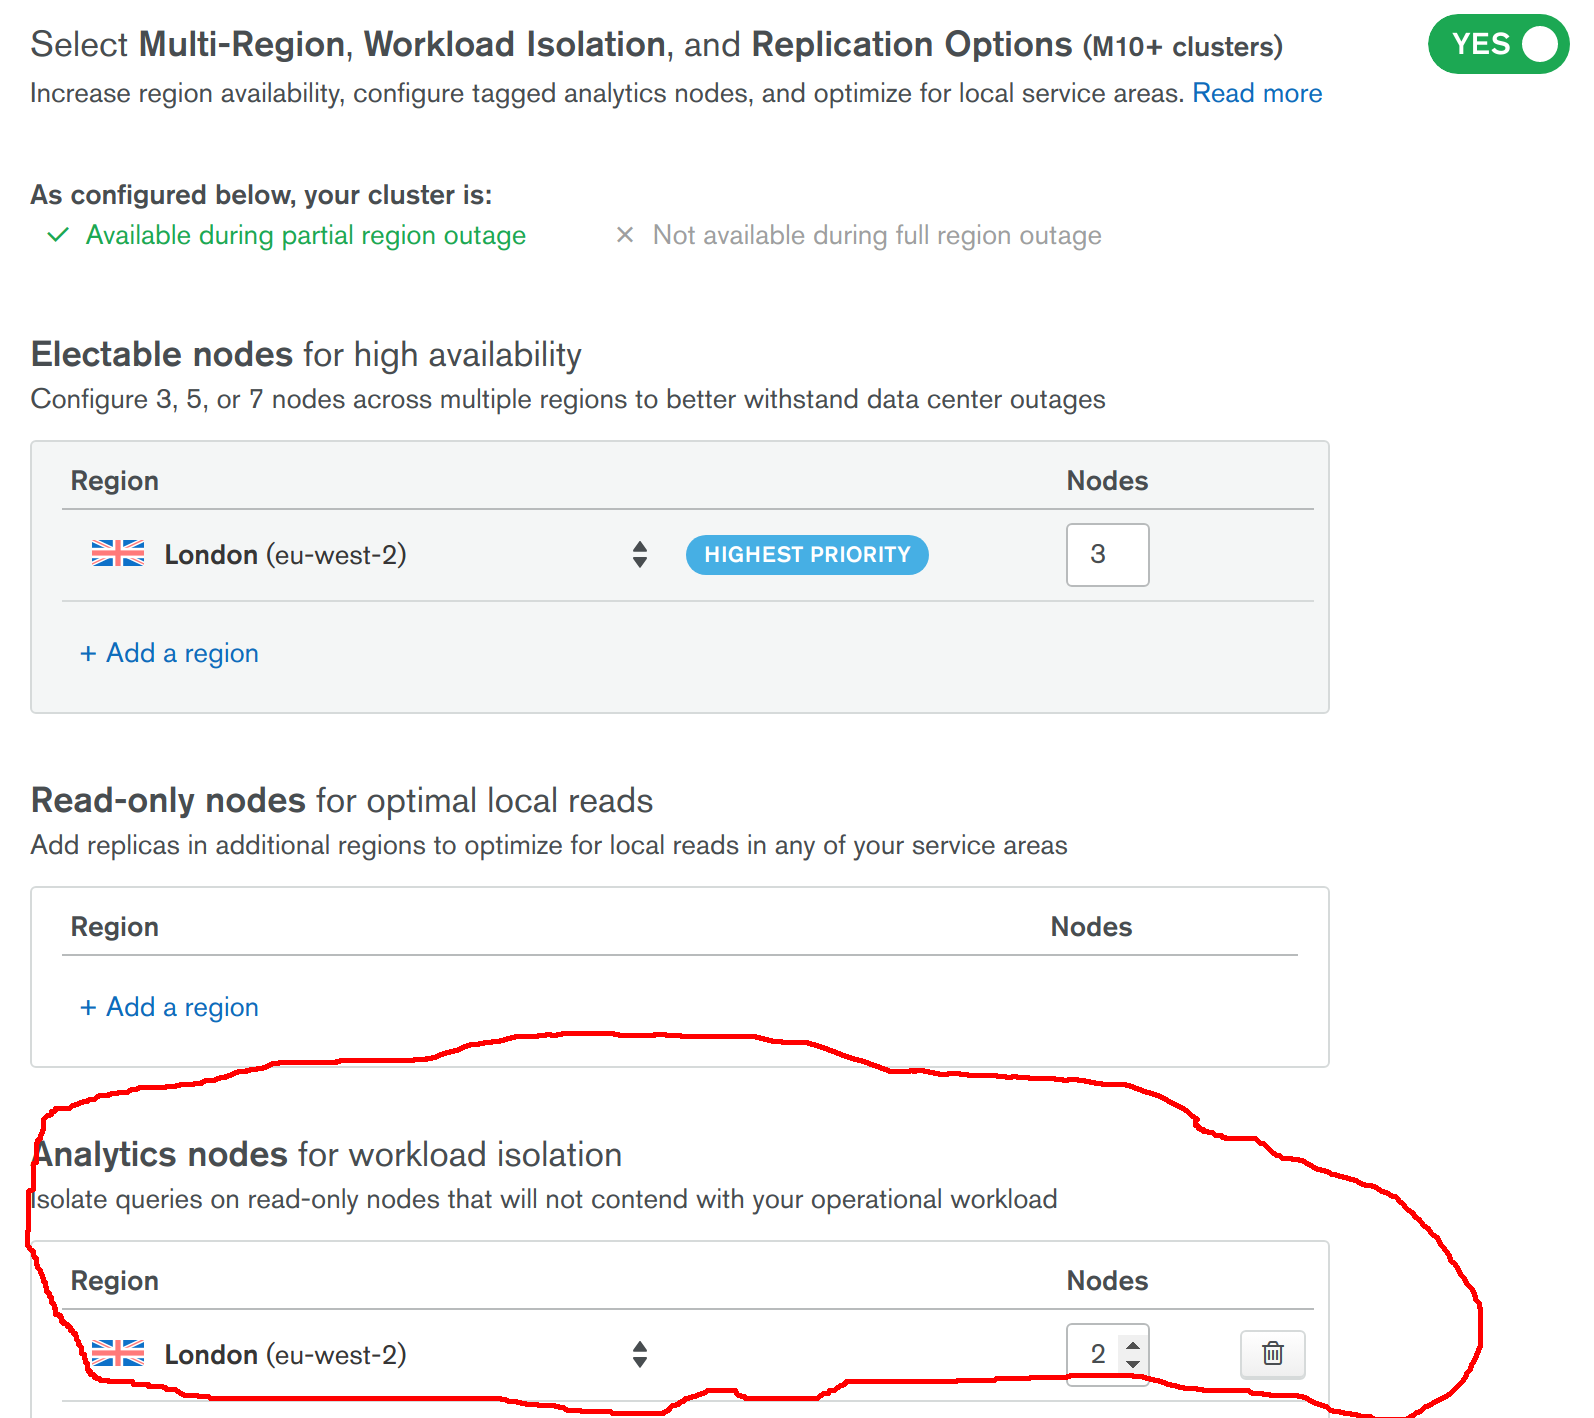 Select Multi-Region, Workload Isolation, and Replication Options (M10+ clusters)
YES
Increase region availability, configure tagged analytics nodes, and optimize for local service areas. Read more
As configured below, your cluster is:
Available during partial region outage
Not available during full region outage
Electable nodes for high availability
Configure 3, 5, or 7 nodes across multiple regions to better withstand data center outages
Region Nodes
London (eu-west-2) HIGHEST PRIORITY 3
+ Add a region
Read-only nodes for optimal local reads
Add replicas in additional regions to optimize for local reads in any of your service areas
Region Nodes
+ Add a region
Analytics nodes for workload isolation
Isolate queries on read-only nodes that will not contend with your operational workload
Region Nodes
London (eu-west-2) 2